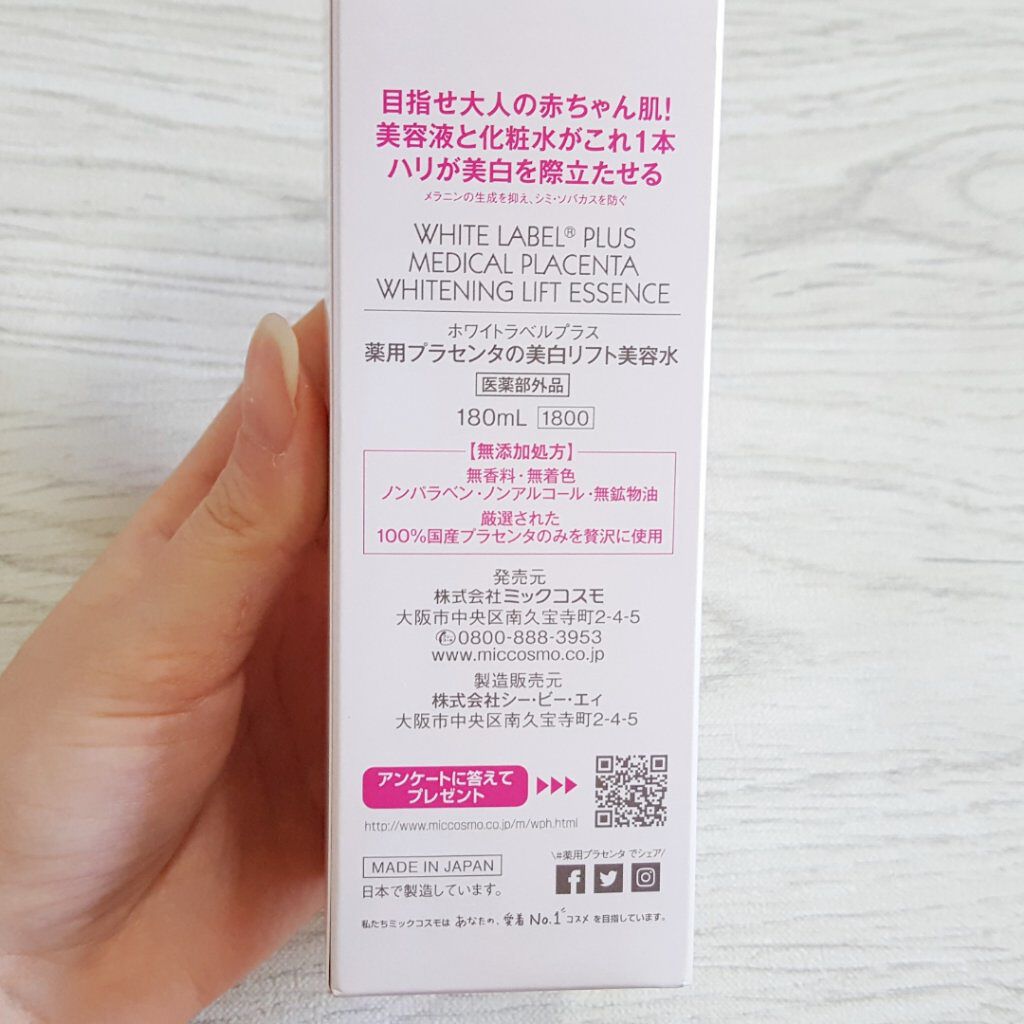 目指せ大人の赤ちゃん肌!
美容液と化粧水がこれ1本
ハリが美白を際立たせる
メラニンの生成を抑え、シミ・ソバカスを防ぐ
WHITE LABEL® PLUS
MEDICAL PLACENTA
WHITENING LIFT ESSENCE
ホワイトラベルプラス
薬用プラセンタの美白リフト美容水
医薬部外品
180mL 1800
【無添加処方】
無香料・無着色
ノンパラベン・ノンアルコール・無鉱物油
厳選された
100%国産プラセンタのみを贅沢に使用
発売元
株式会社ミックコスモ
大阪市中央区南久宝寺町2-4-5
0800-888-3953
www.miccosmo.co.jp
製造販売元
株式会社シー・ビー・エィ
大阪市中央区南久宝寺町2-4-5
アンケートに答えて
プレゼント
http://www.miccosmo.co.jp/m/wph.html
\#薬用プラセンタ でシェア/
MADE IN JAPAN
日本で製造しています。
私たちミックコスモは あなたの、愛着 No.1 コスメ を目指しています。